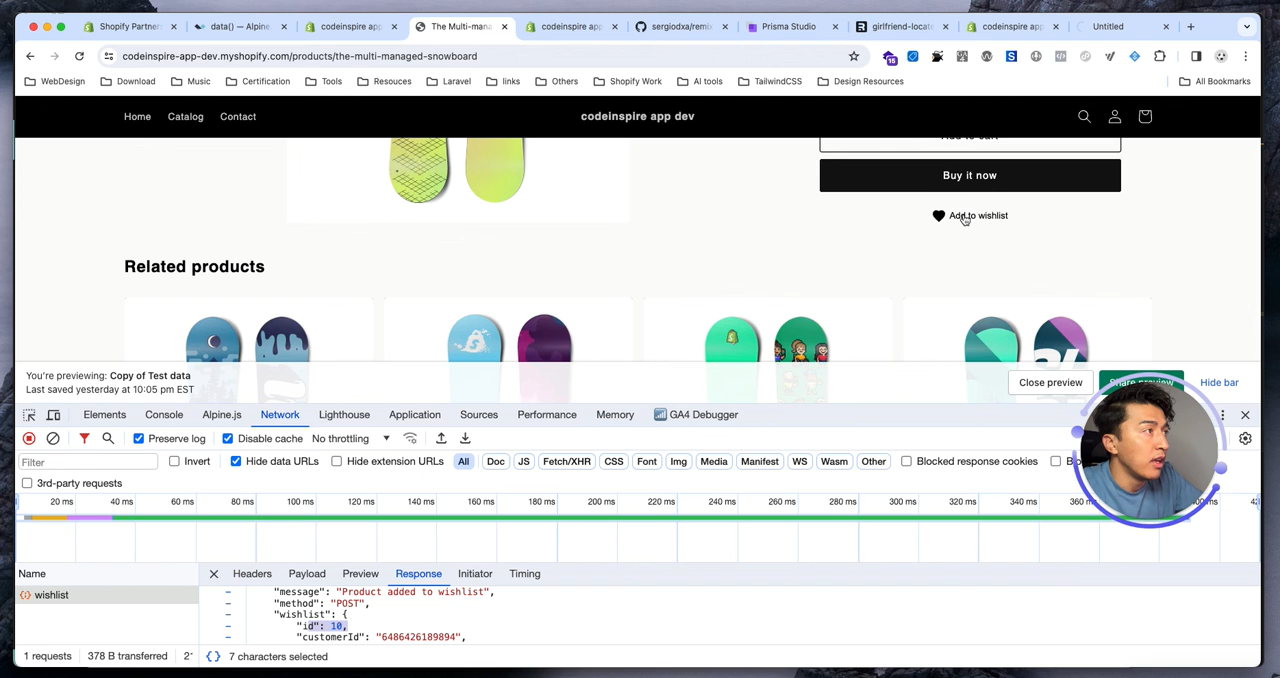 Shopify Partner
data() — Alpine.
codeinspire app
The Multi-mana
codeinspire app
sergiodxa/remix
Prisma Studio
girlfriend-locate
codeinspire app
Untitled
codeinspire-app-dev.myshopify.com/products/the-multi-managed-snowboard
15
WebDesign
Download
Music
Certification
Tools
Resouces
Laravel
links
Others
Shopify Work
AI tools
TailwindCSS
Design Resources
All Bookmarks
Home
Catalog
Contact
codeinspire app dev
Add to cart
Buy it now
Add to wishlist
Related products
You're previewing: Copy of Test data
Last saved yesterday at 10:05 pm EST
Close preview
Share preview
Hide bar
Elements
Console
Alpine.js
Network
Lighthouse
Application
Sources
Performance
Memory
GA4 Debugger
Preserve log
Disable cache
No throttling
Filter
Invert
Hide data URLs
Hide extension URLs
All
Doc
JS
Fetch/XHR
CSS
Font
Img
Media
Manifest
WS
Wasm
Other
Blocked response cookies
3rd-party requests
20 ms
40 ms
60 ms
80 ms
100 ms
120 ms
140 ms
160 ms
180 ms
200 ms
220 ms
240 ms
260 ms
280 ms
300 ms
320 ms
340 ms
Name
Headers
Payload
Preview
Response
Initiator
Timing
wishlist
"message": "Product added to wishlist",
"method": "POST",
"wishlist": {
"id": 10,
"customerId": "6486426189894",
1 requests
378 B transferred
7 characters selected